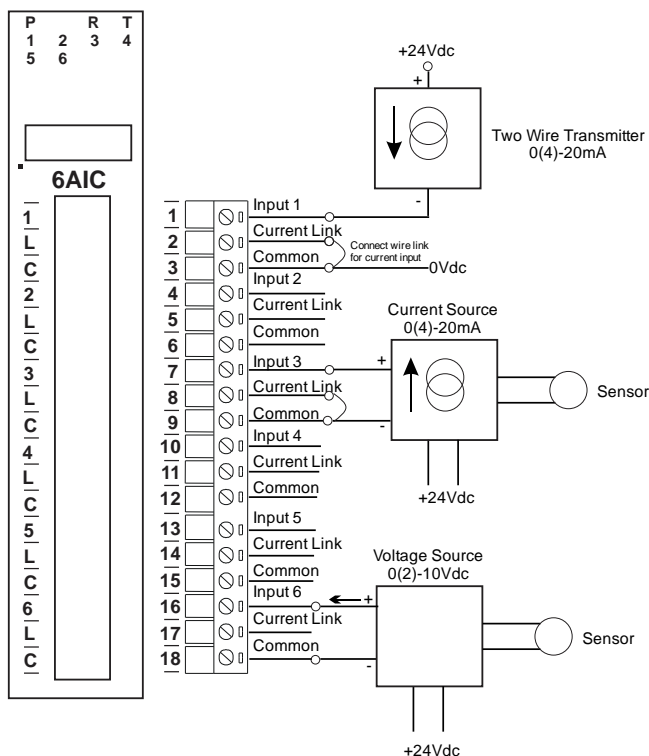 P R T
1 2 3 4
5 6
6AIC
1
L
C
2
L
C
3
L
C
4
L
C
5
L
C
6
L
C
+24Vdc
+
Two Wire Transmitter
0(4)-20mA
-
1 Input 1
2 Current Link
Connect wire link
for current input
3 Common
0Vdc
4 Input 2
5 Current Link
6 Common
Current Source
0(4)-20mA
7 Input 3
+
8 Current Link
Sensor
9 Common
-
10 Input 4
11 Current Link
12 Common
+24Vdc
13 Input 5
14 Current Link
15 Common
Voltage Source
0(2)-10Vdc
16 Input 6
+
17 Current Link
Sensor
18 Common
-
+24Vdc